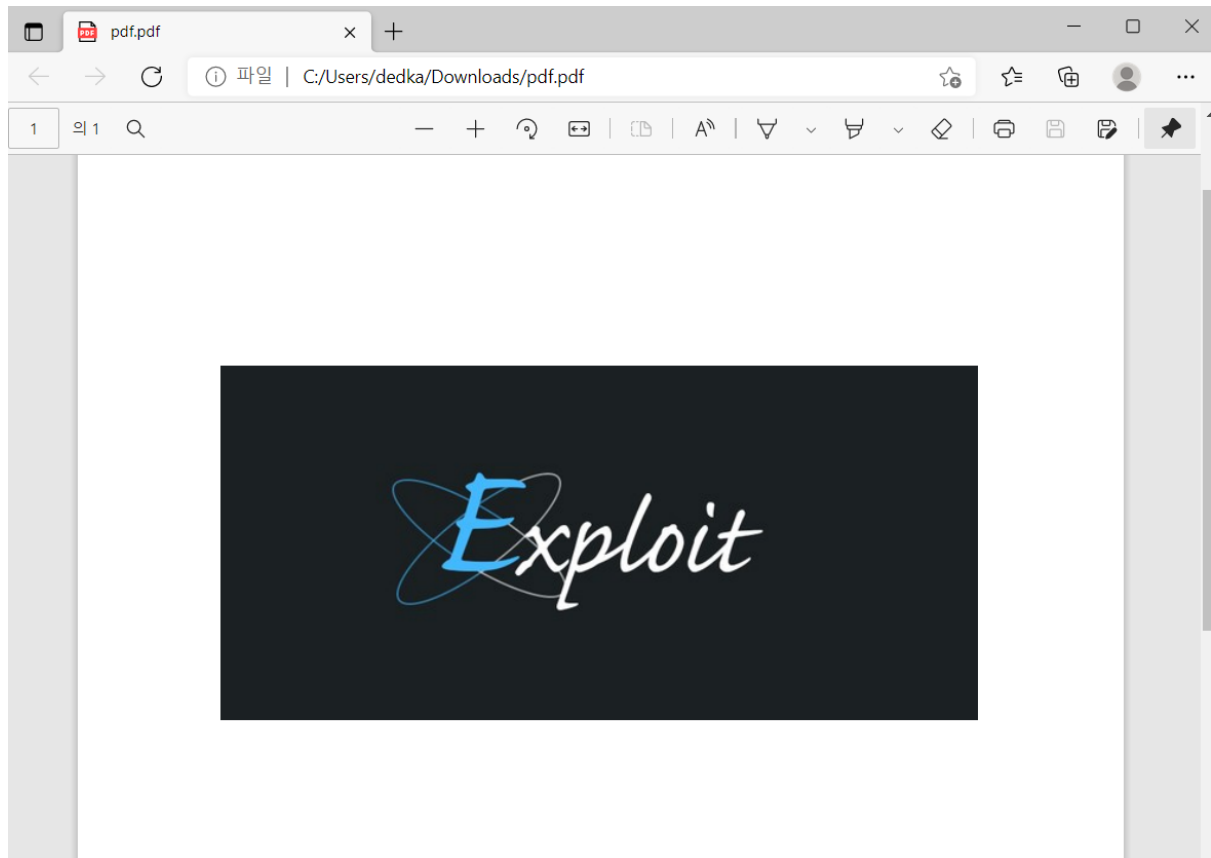 pdf.pdf
파일 | C:/Users/dedka/Downloads/pdf.pdf
1 의 1
Exploit